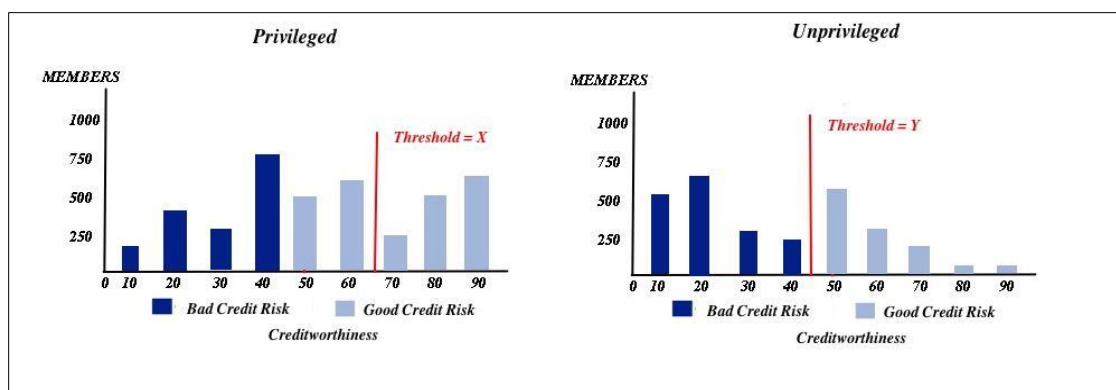 Privileged
MEMBERS
1000
750
500
250
0 10 20 30 40 50 60 70 80 90
Threshold = X
Bad Credit Risk Good Credit Risk
Creditworthiness
Unprivileged
MEMBERS
1000
750
500
250
0 10 20 30 40 50 60 70 80 90
Threshold = Y
Bad Credit Risk Good Credit Risk
Creditworthiness